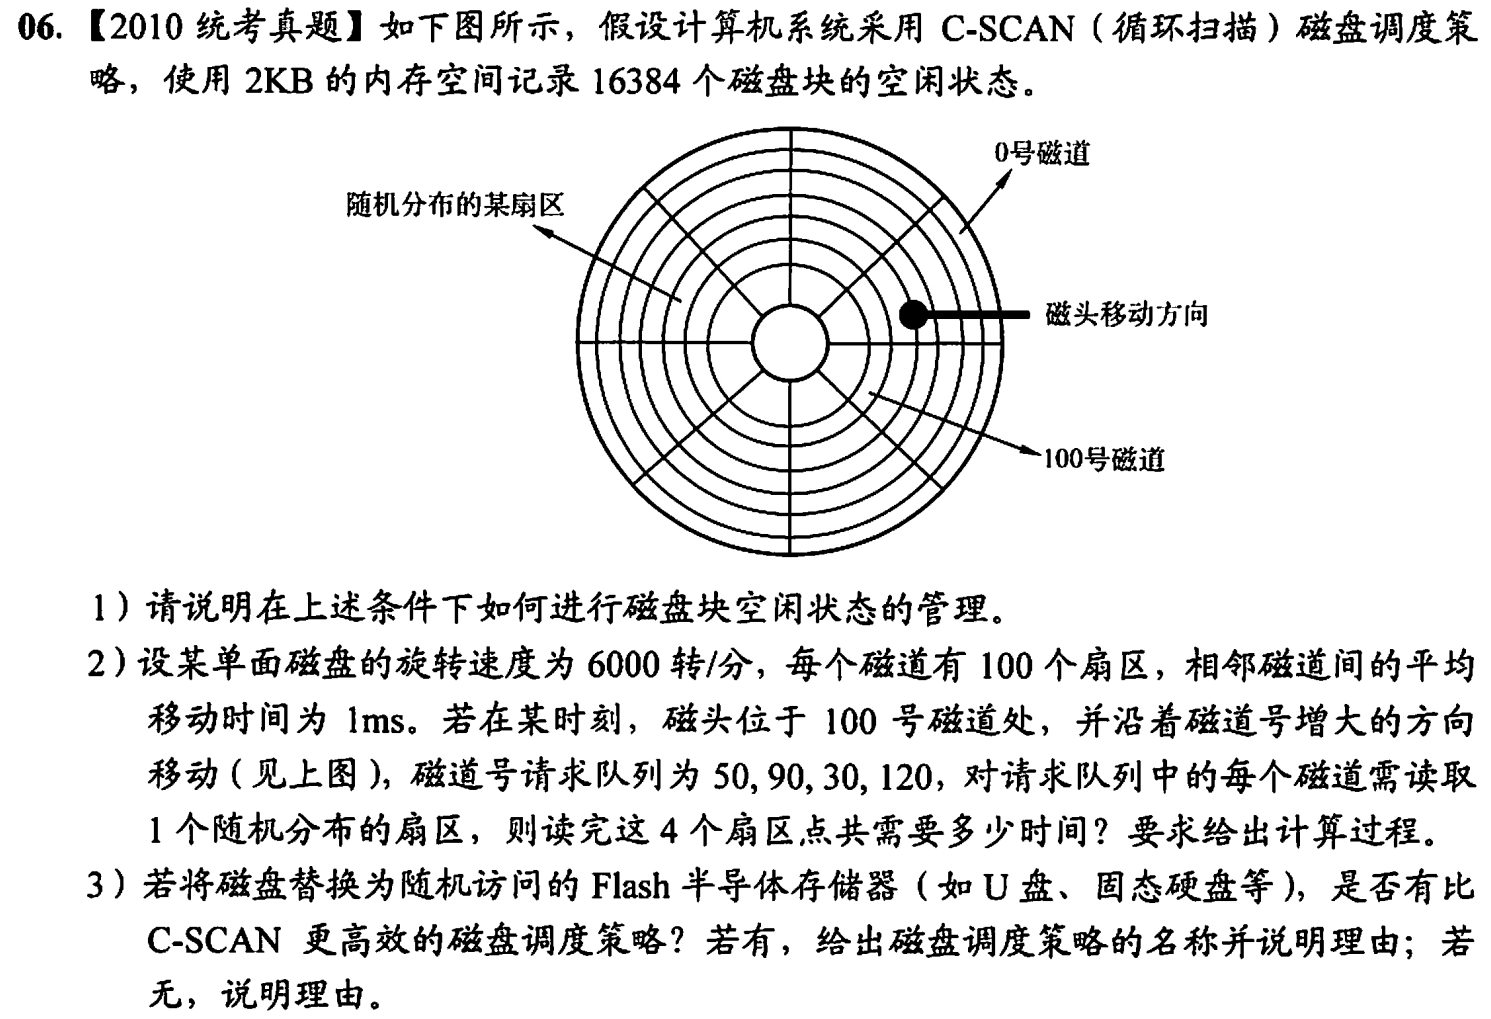 06.【2010 统考真题】如下图所示，假设计算机系统采用 C-SCAN（循环扫描）磁盘调度策
略，使用 2KB 的内存空间记录 16384 个磁盘块的空闲状态。
0号磁道
随机分布的某扇区
磁头移动方向
100号磁道
1）请说明在上述条件下如何进行磁盘块空闲状态的管理。
2）设某单面磁盘的旋转速度为 6000 转/分，每个磁道有 100 个扇区，相邻磁道间的平均
移动时间为 1ms。若在某时刻，磁头位于 100 号磁道处，并沿着磁道号增大的方向
移动（见上图），磁道号请求队列为 50, 90, 30, 120，对请求队列中的每个磁道需读取
1 个随机分布的扇区，则读完这 4 个扇区点共需要多少时间？要求给出计算过程。
3）若将磁盘替换为随机访问的 Flash 半导体存储器（如 U 盘、固态硬盘等），是否有比
C-SCAN 更高效的磁盘调度策略？若有，给出磁盘调度策略的名称并说明理由；若
无，说明理由。